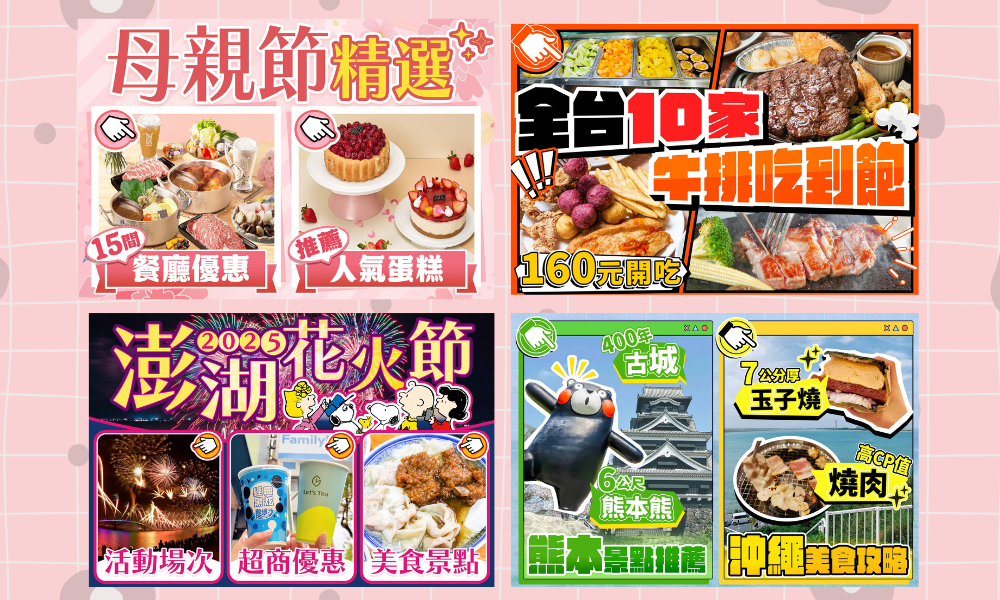 母親節精選
15間
餐廳優惠
推薦
人氣蛋糕
全台10家
牛排吃到飽
160元開吃
2025
澎湖花火節
活動場次
Family
Let's Tea
超商優惠
美食景點
400年
古城
6公尺
熊本熊
熊本景點推薦
7公分厚
玉子燒
高CP值
燒肉
沖繩美食攻略